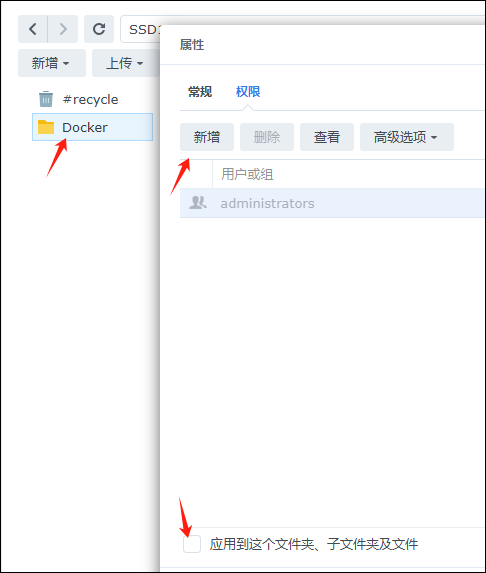 SSD1
属性
新增
上传
常规
权限
#recycle
Docker
新增
删除
查看
高级选项
用户或组
administrators
应用到这个文件夹、子文件夹及文件